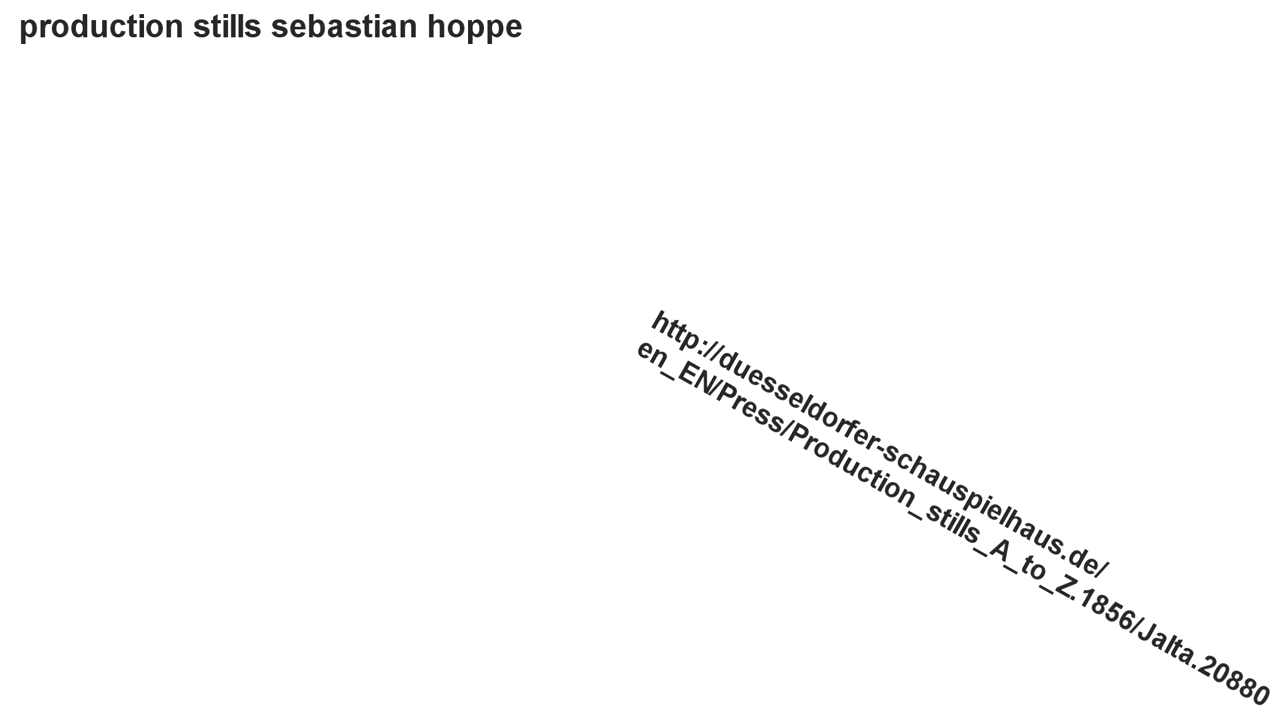 production stills sebastian hoppe
http://duesseldorfer-schauspielhaus.de/
en_EN/Press/Production_stills_A_to_Z.1856/Jalta.20880